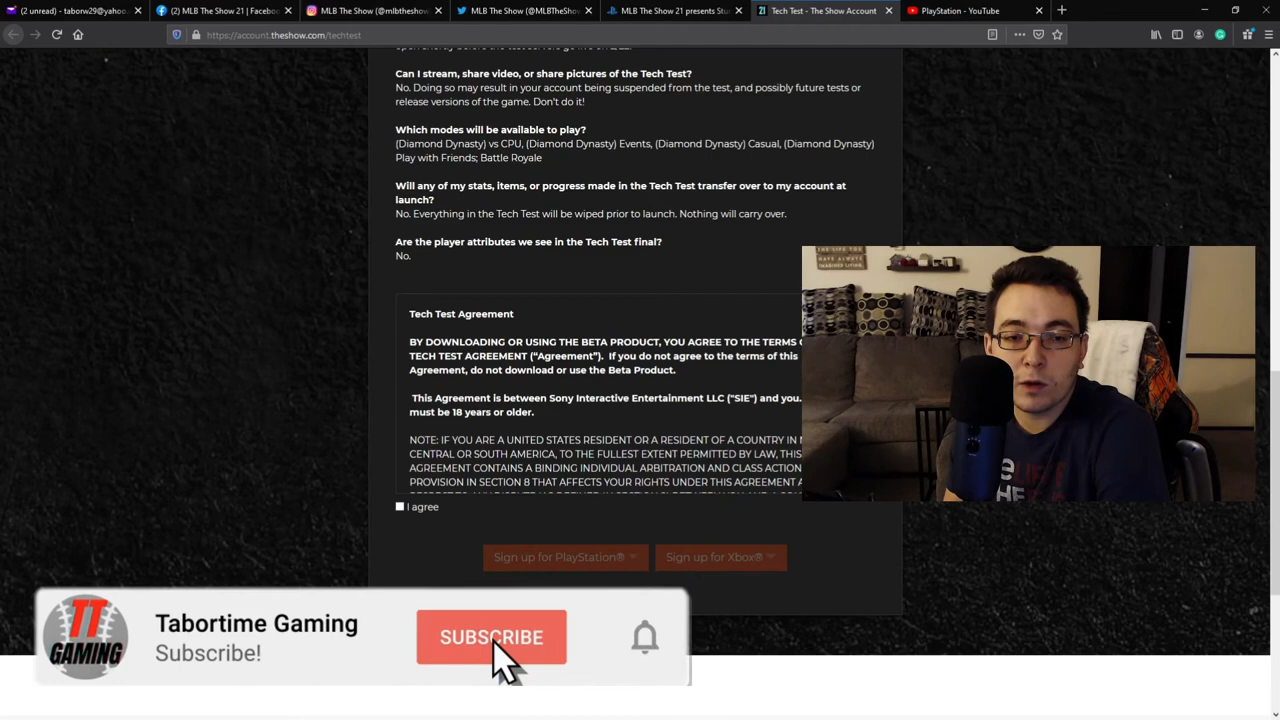 (2 unread) - taborw29@yahoo.
(2) MLB The Show 21 | Facebook
MLB The Show (@mlbtheshow
MLB The Show (@MLBTheSho
MLB The Show 21 presents Stu
Tech Test - The Show Account
PlayStation - YouTube
https://account.theshow.com/techtest
Can I stream, share video, or share pictures of the Tech Test?
No. Doing so may result in your account being suspended from the test, and possibly future tests or
release versions of the game. Don't do it!
Which modes will be available to play?
(Diamond Dynasty) vs CPU, (Diamond Dynasty) Events, (Diamond Dynasty) Casual, (Diamond Dynasty)
Play with Friends; Battle Royale
Will any of my stats, items, or progress made in the Tech Test transfer over to my account at
launch?
No. Everything in the Tech Test will be wiped prior to launch. Nothing will carry over.
Are the player attributes we see in the Tech Test final?
No.
Tech Test Agreement
BY DOWNLOADING OR USING THE BETA PRODUCT, YOU AGREE TO THE TERMS
TECH TEST AGREEMENT (“Agreement”). If you do not agree to the terms of this
Agreement, do not download or use the Beta Product.
This Agreement is between Sony Interactive Entertainment LLC ("SIE") and you.
must be 18 years or older.
NOTE: IF YOU ARE A UNITED STATES RESIDENT OR A RESIDENT OF A COUNTRY IN
CENTRAL OR SOUTH AMERICA, TO THE FULLEST EXTENT PERMITTED BY LAW, THIS
AGREEMENT CONTAINS A BINDING INDIVIDUAL ARBITRATION AND CLASS ACTION
PROVISION IN SECTION 8 THAT AFFECTS YOUR RIGHTS UNDER THIS AGREEMENT
I agree
Sign up for PlayStation®
Sign up for Xbox®
TT
GAMING
Tabortime Gaming
Subscribe!
SUBSCRIBE